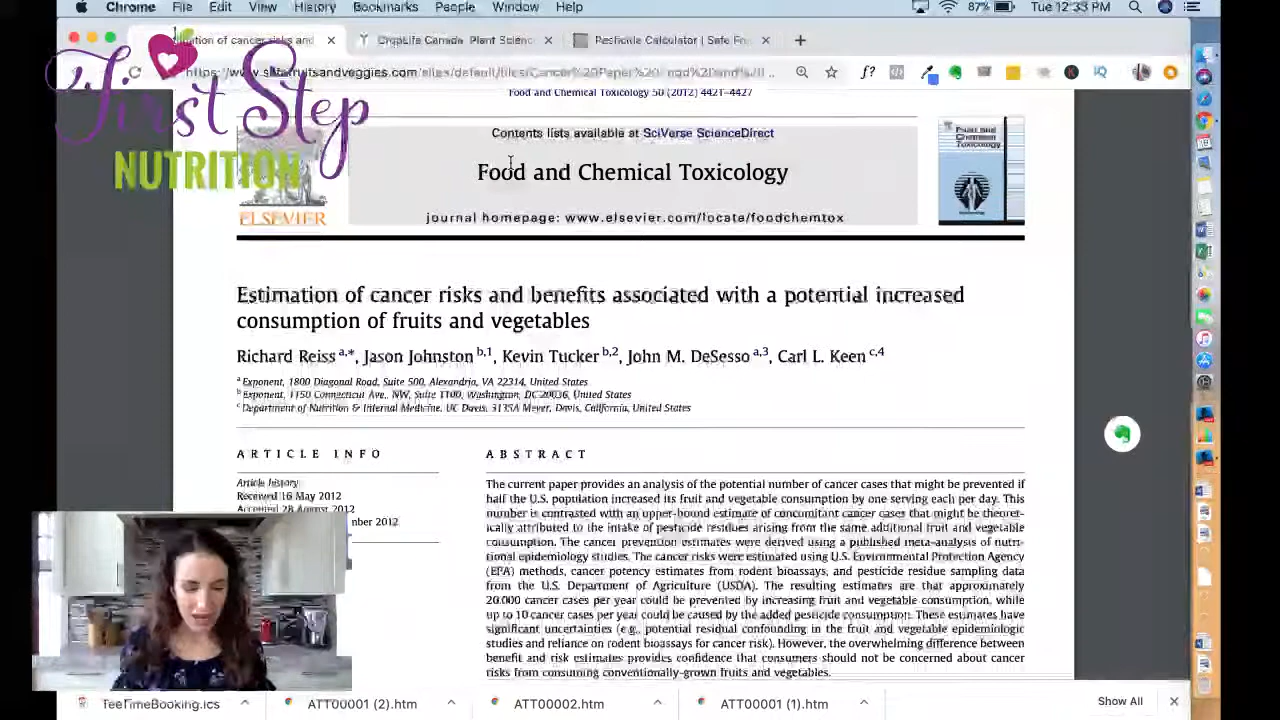 Chrome File Edit View History Bookmarks People Window Help 87% Tue 12:33 PM
of cancer risks and CropLife Canada Plant Scienc Pesticide Calculator | Safe Fru
https://www.safefruitsandveggies.com/sites/default/files/Cancer%20Paper%20
First Step
NUTRITION
Food and Chemical Toxicology 50 (2012) 4421–4427
Contents lists available at SciVerse ScienceDirect
Food and Chemical Toxicology
journal homepage: www.elsevier.com/locate/foodchemtox
ELSEVIER
Estimation of cancer risks and benefits associated with a potential increased
consumption of fruits and vegetables
Richard Reiss a,*, Jason Johnston b,1, Kevin Tucker b,2, John M. DeSesso a,3, Carl L. Keen c,4
a Exponent, 1800 Diagonal Road, Suite 500, Alexandria, VA 22314, United States
b Exponent, 1150 Connecticut Ave., NW, Suite 1100, Washington, DC 20036, United States
c Department of Nutrition & Internal Medicine, UC Davis, 3135A Meyer, Davis, California, United States
ARTICLE INFO
Article history:
Received 16 May 2012
Accepted 28 August 2012
2012
ABSTRACT
The current paper provides an analysis of the potential number of cancer cases that might be prevented if
half the U.S. population increased its fruit and vegetable consumption by one serving each per day. This
number is contrasted with an upper-bound estimate of concomitant cancer cases that might be theoret-
ically attributed to the intake of pesticide residues arising from the same additional fruit and vegetable
consumption. The cancer prevention estimates were derived using a published meta-analysis of nutri-
tional epidemiology studies. The cancer risks were estimated using U.S. Environmental Protection Agency
(EPA) methods, cancer potency estimates from rodent bioassays, and pesticide residue sampling data
from the U.S. Department of Agriculture (USDA). The resulting estimates are that approximately
20,000 cancer cases per year could be prevented by increasing fruit and vegetable consumption, while
up to 10 cancer cases per year could be caused by the added pesticide consumption. These estimates have
significant uncertainties (e.g., potential residual confounding in the fruit and vegetable epidemiologic
studies and reliance on rodent bioassays for cancer risk). However, the overwhelming difference between
benefit and risk estimates provides confidence that consumers should not be concerned about cancer
from consuming conventionally-grown fruits and vegetables.
TeeTimeBooking.ics ATT00001 (2).htm ATT00002.htm ATT00001 (1).htm Show All